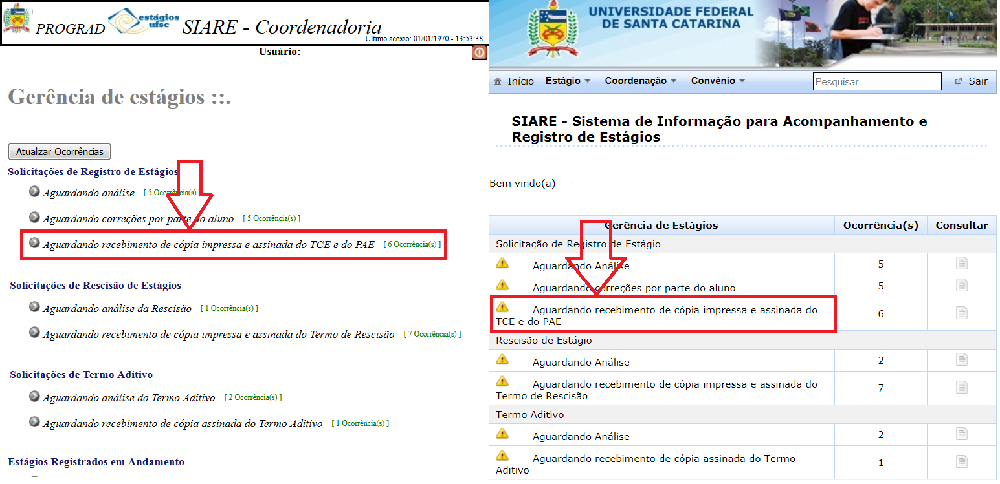 PROGRAD estágios ufsc SIARE - Coordenadoria
Último acesso: 01/01/1970 - 13:53:38
Usuário:
Gerência de estágios ::.
Atualizar Ocorrências
Solicitações de Registro de Estágios
Aguardando análise [ 5 Ocorrência(s) ]
Aguardando correções por parte do aluno [ 5 Ocorrência(s) ]
Aguardando recebimento de cópia impressa e assinada do TCE e do PAE [ 6 Ocorrência(s) ]
Solicitações de Rescisão de Estágios
Aguardando análise da Rescisão [ 1 Ocorrência(s) ]
Aguardando recebimento de cópia impressa e assinada do Termo de Rescisão [ 7 Ocorrência(s) ]
Solicitações de Termo Aditivo
Aguardando análise do Termo Aditivo [ 2 Ocorrência(s) ]
Aguardando recebimento de cópia assinada do Termo Aditivo [ 1 Ocorrência(s) ]
Estágios Registrados em Andamento
UNIVERSIDADE FEDERAL
DE SANTA CATARINA
Início Estágio Coordenação Convênio Pesquisar Sair
SIARE - Sistema de Informação para Acompanhamento e
Registro de Estágios
Bem vindo(a)
Gerência de Estágios Ocorrência(s) Consultar
Solicitação de Registro de Estágio
Aguardando Análise 5
Aguardando correções por parte do aluno 5
Aguardando recebimento de cópia impressa e assinada do
TCE e do PAE 6
Rescisão de Estágio
Aguardando Análise 2
Aguardando recebimento de cópia impressa e assinada do
Termo de Rescisão 7
Termo Aditivo
Aguardando Análise 2
Aguardando recebimento de cópia assinada do Termo
Aditivo 1